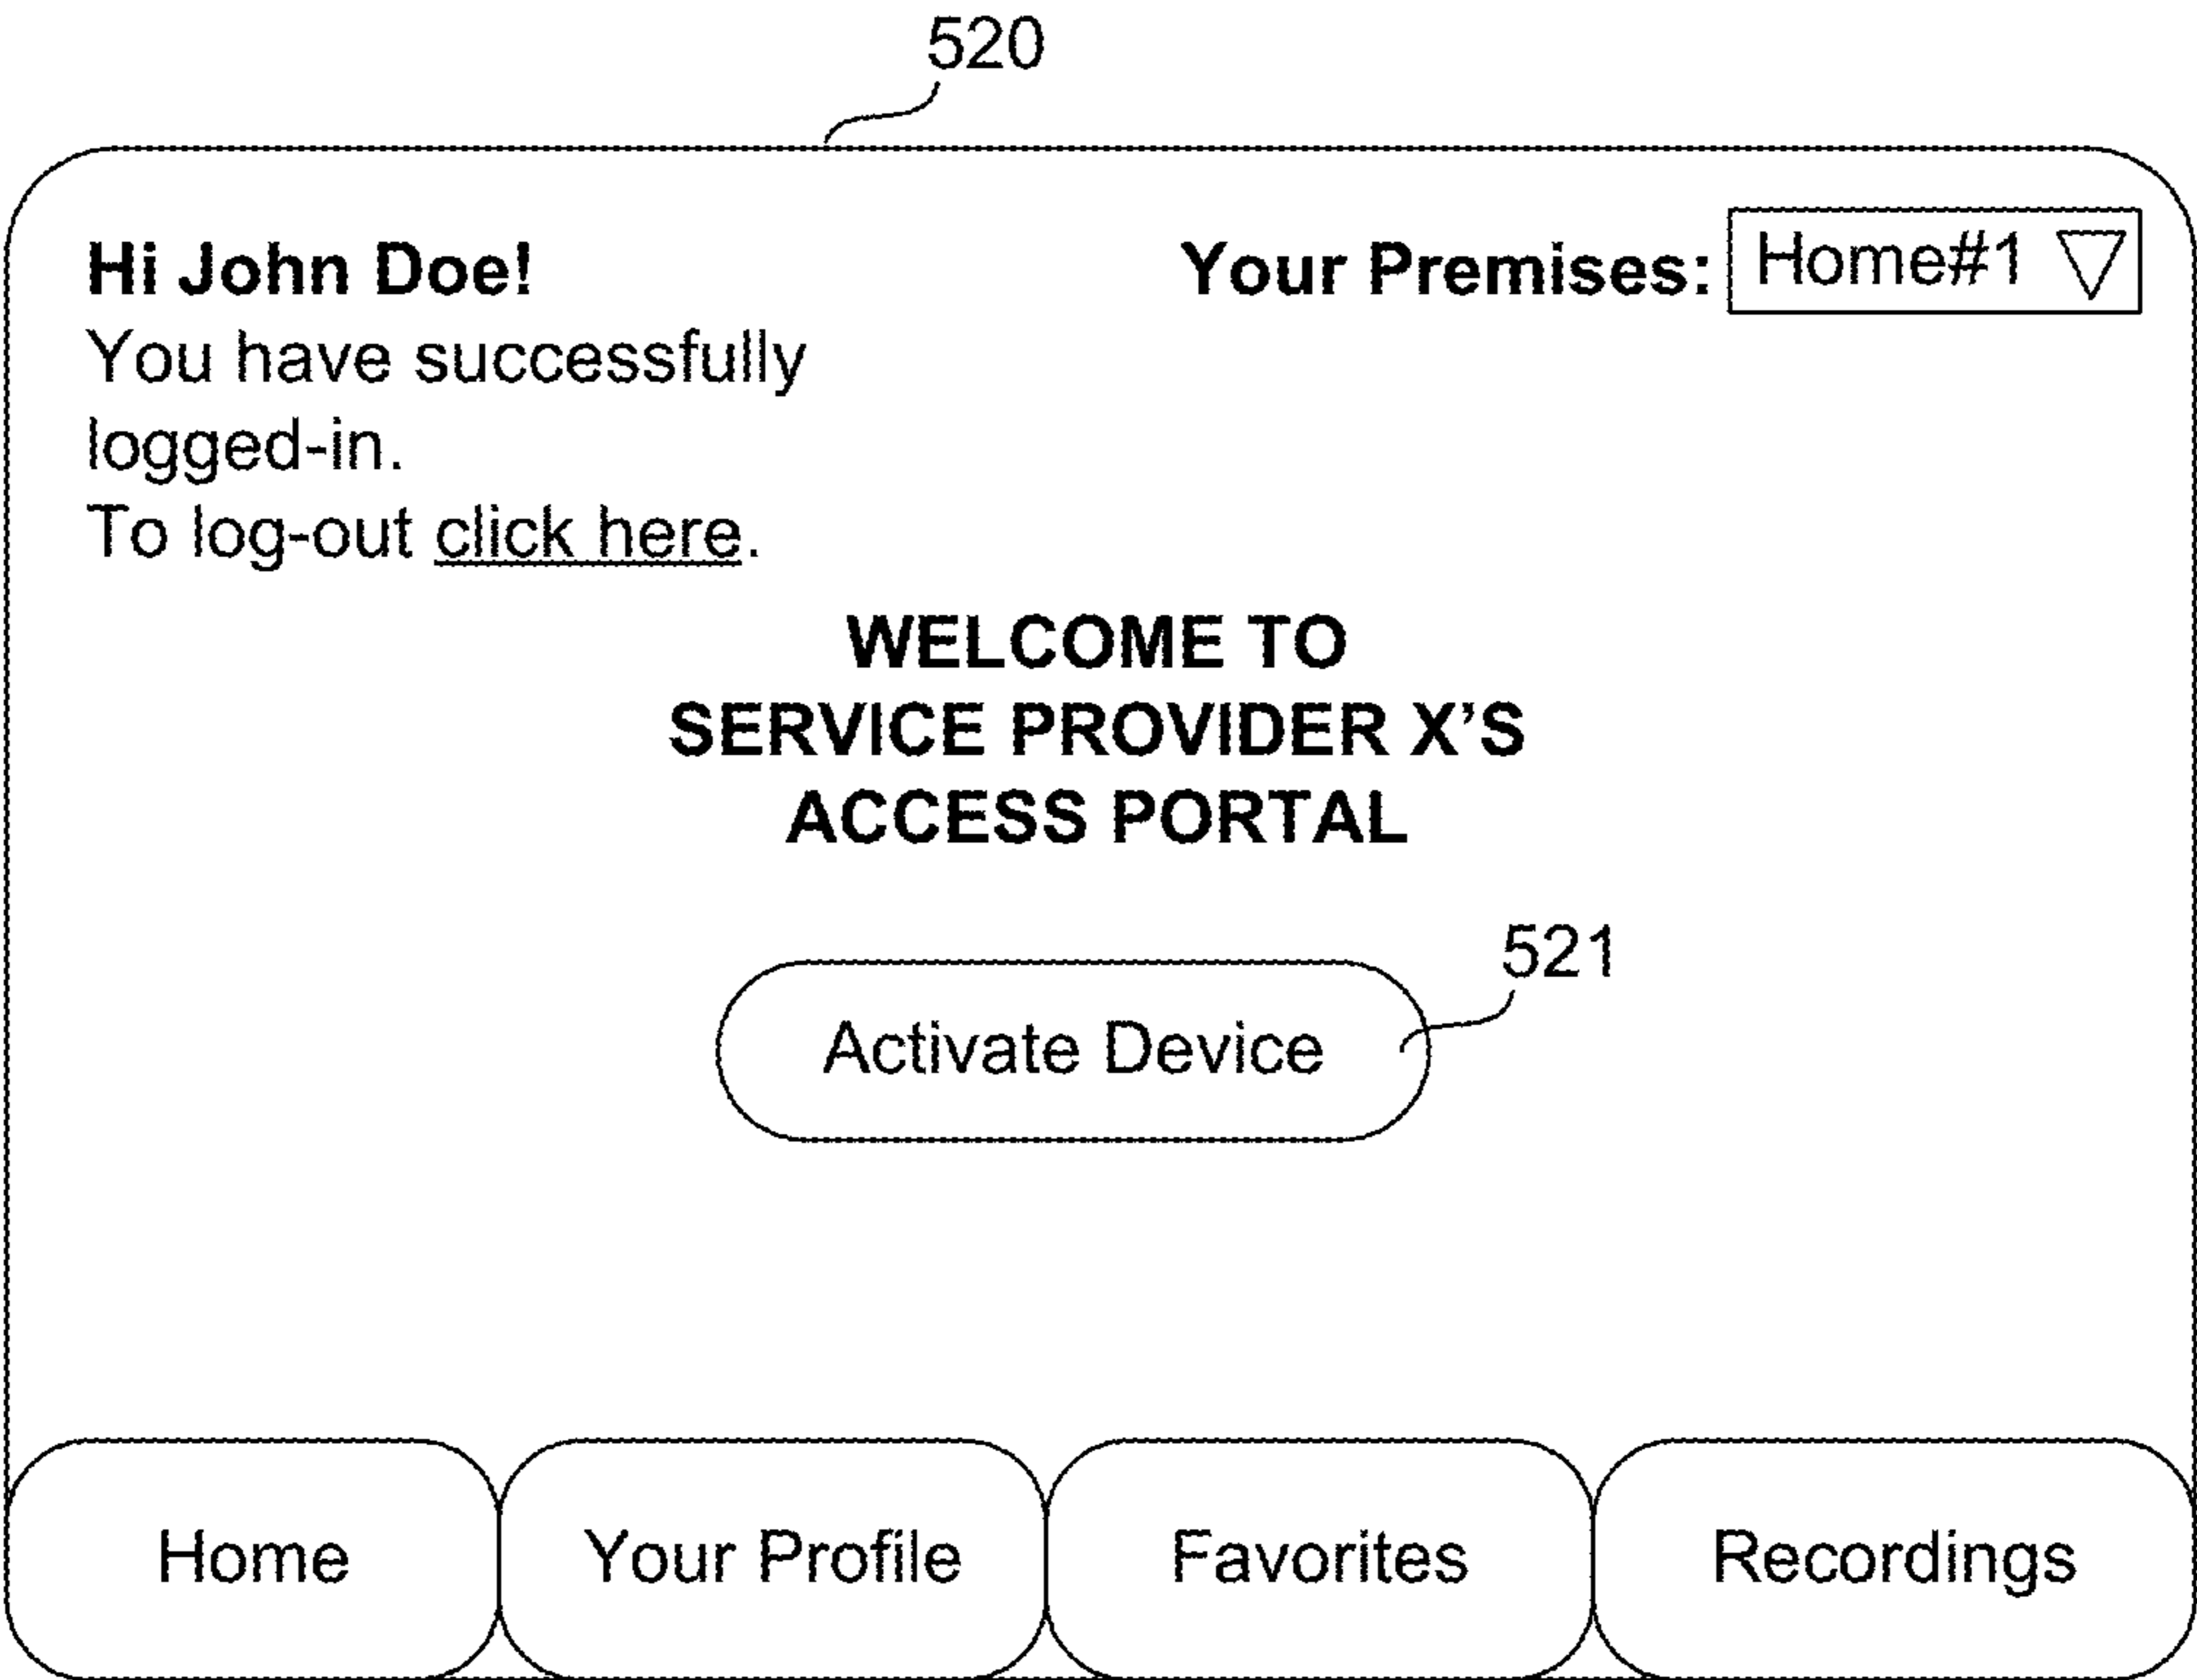 520
Hi John Doe!
Your Premises: Home#1
You have successfully
logged-in.
To log-out click here.
WELCOME TO
SERVICE PROVIDER X’S
ACCESS PORTAL
521
Activate Device
Home
Your Profile
Favorites
Recordings